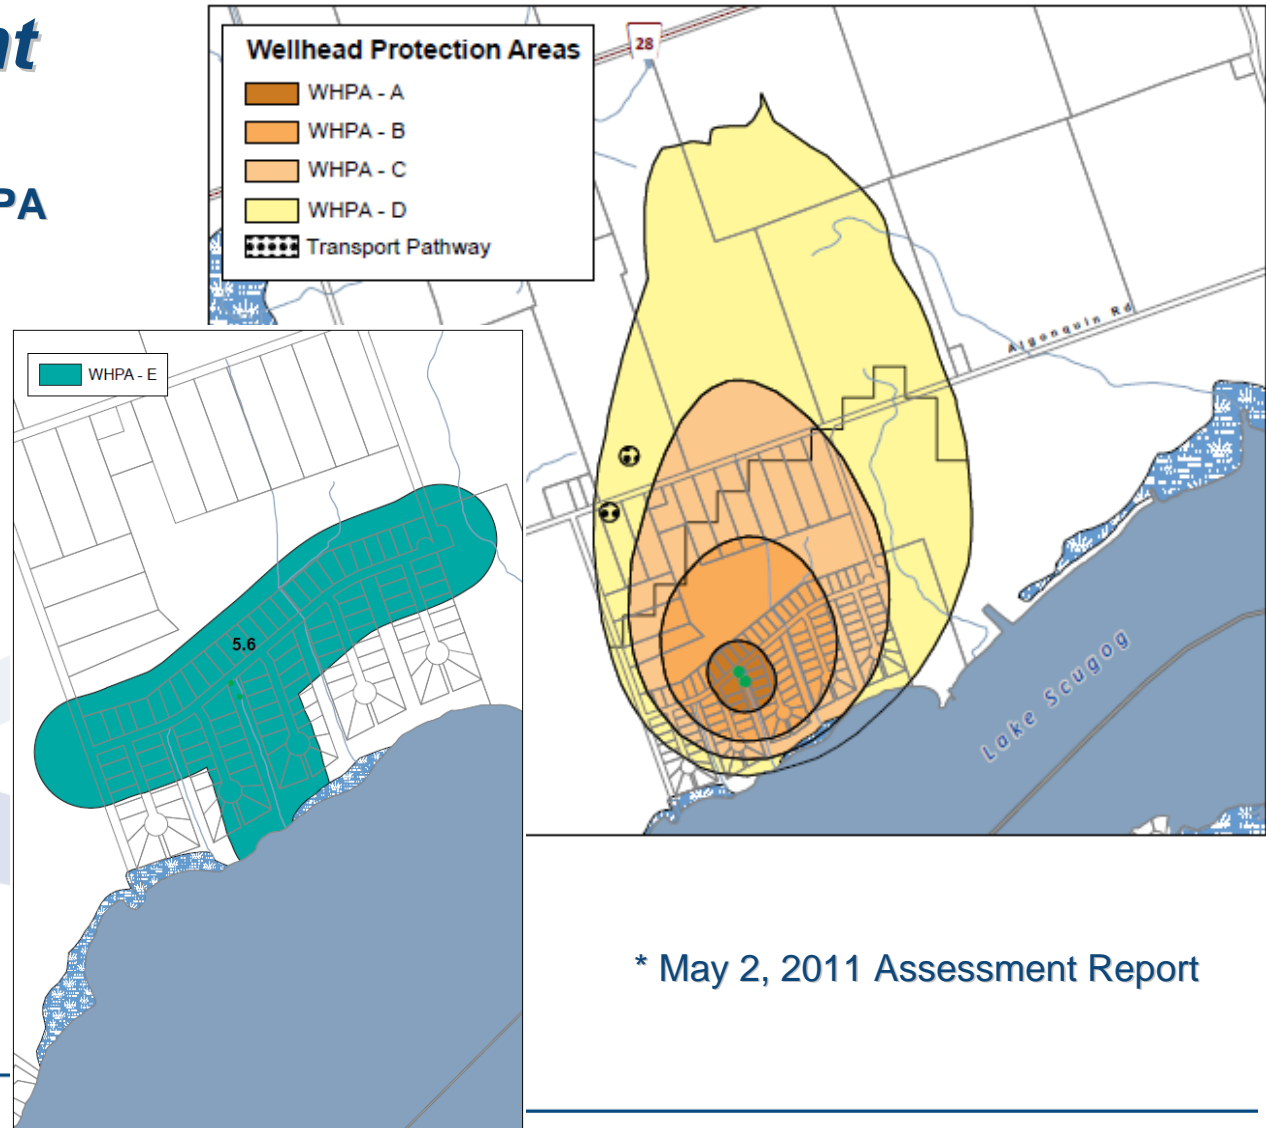 nt
PA
Wellhead Protection Areas
WHPA - A
WHPA - B
WHPA - C
WHPA - D
Transport Pathway
28
Algonquin Rd
Lake Scugog
WHPA - E
5.6
* May 2, 2011 Assessment Report